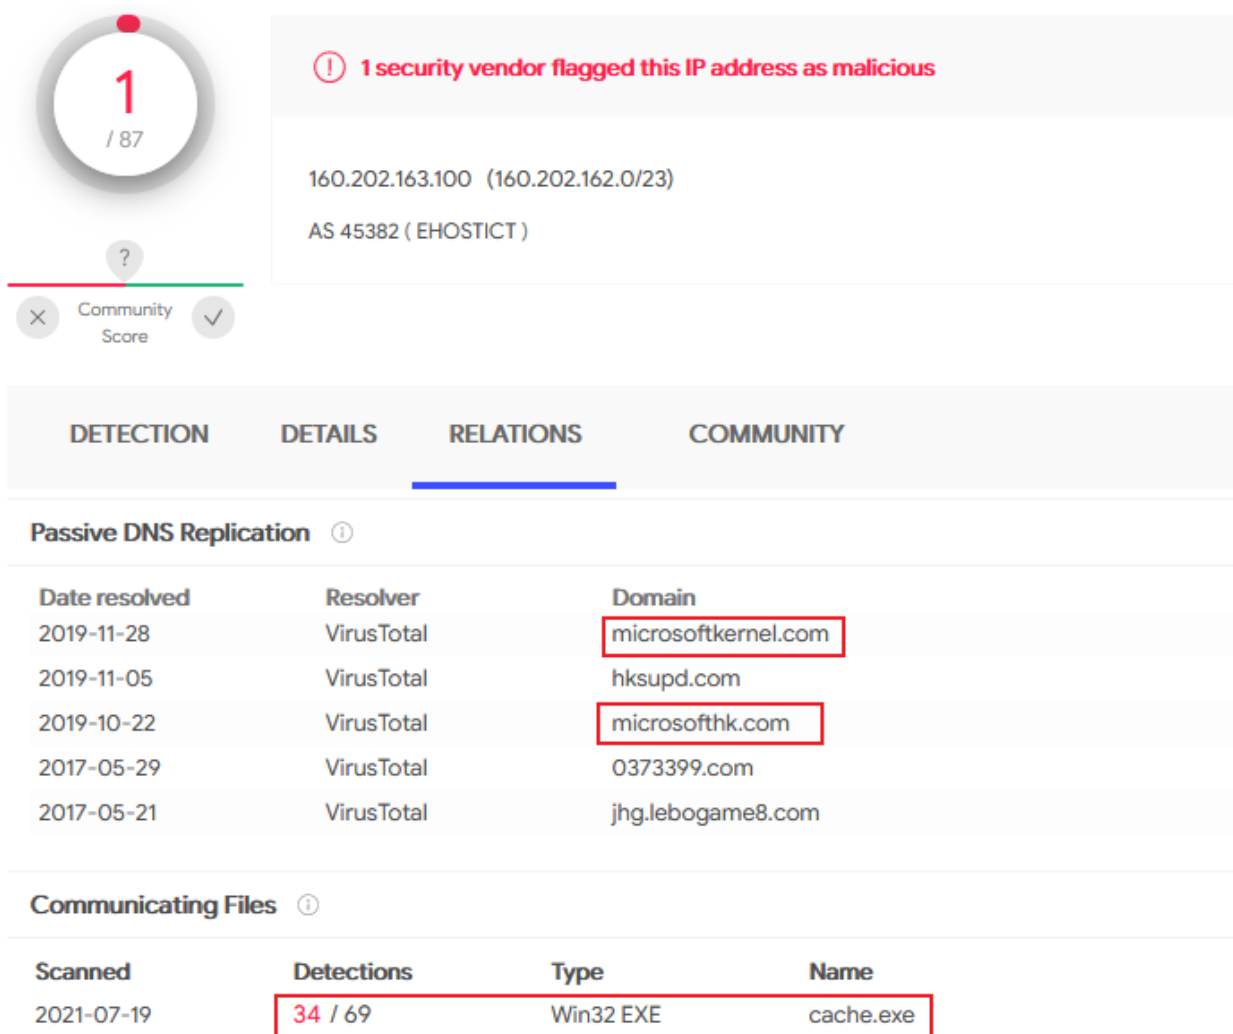 1
/ 87
1 security vendor flagged this IP address as malicious
160.202.163.100 (160.202.162.0/23)
AS 45382 ( EHOSTICT )
?
Community
Score
DETECTION DETAILS RELATIONS COMMUNITY
Passive DNS Replication
Date resolved Resolver Domain
2019-11-28 VirusTotal microsoftkernel.com
2019-11-05 VirusTotal hksupd.com
2019-10-22 VirusTotal microsofthk.com
2017-05-29 VirusTotal 0373399.com
2017-05-21 VirusTotal jhg.lebogame8.com
Communicating Files
Scanned Detections Type Name
2021-07-19 34 / 69 Win32 EXE cache.exe